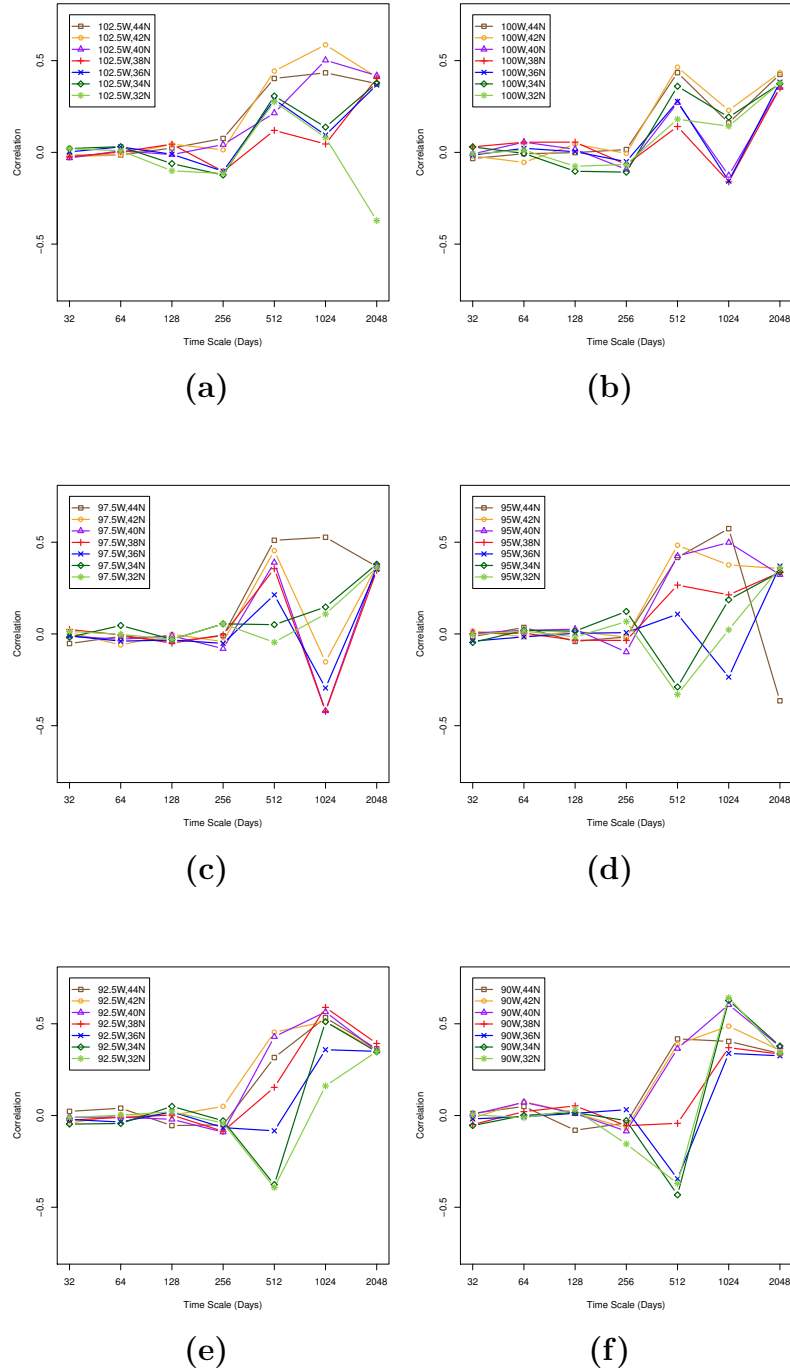 102.5W,44N
102.5W,42N
102.5W,40N
102.5W,38N
102.5W,36N
102.5W,34N
102.5W,32N
Correlation
0.5
0.0
−0.5
32 64 128 256 512 1024 2048
Time Scale (Days)
(a)
100W,44N
100W,42N
100W,40N
100W,38N
100W,36N
100W,34N
100W,32N
Correlation
0.5
0.0
−0.5
32 64 128 256 512 1024 2048
Time Scale (Days)
(b)
97.5W,44N
97.5W,42N
97.5W,40N
97.5W,38N
97.5W,36N
97.5W,34N
97.5W,32N
Correlation
0.5
0.0
−0.5
32 64 128 256 512 1024 2048
Time Scale (Days)
(c)
95W,44N
95W,42N
95W,40N
95W,38N
95W,36N
95W,34N
95W,32N
Correlation
0.5
0.0
−0.5
32 64 128 256 512 1024 2048
Time Scale (Days)
(d)
92.5W,44N
92.5W,42N
92.5W,40N
92.5W,38N
92.5W,36N
92.5W,34N
92.5W,32N
Correlation
0.5
0.0
−0.5
32 64 128 256 512 1024 2048
Time Scale (Days)
(e)
90W,44N
90W,42N
90W,40N
90W,38N
90W,36N
90W,34N
90W,32N
Correlation
0.5
0.0
−0.5
32 64 128 256 512 1024 2048
Time Scale (Days)
(f)